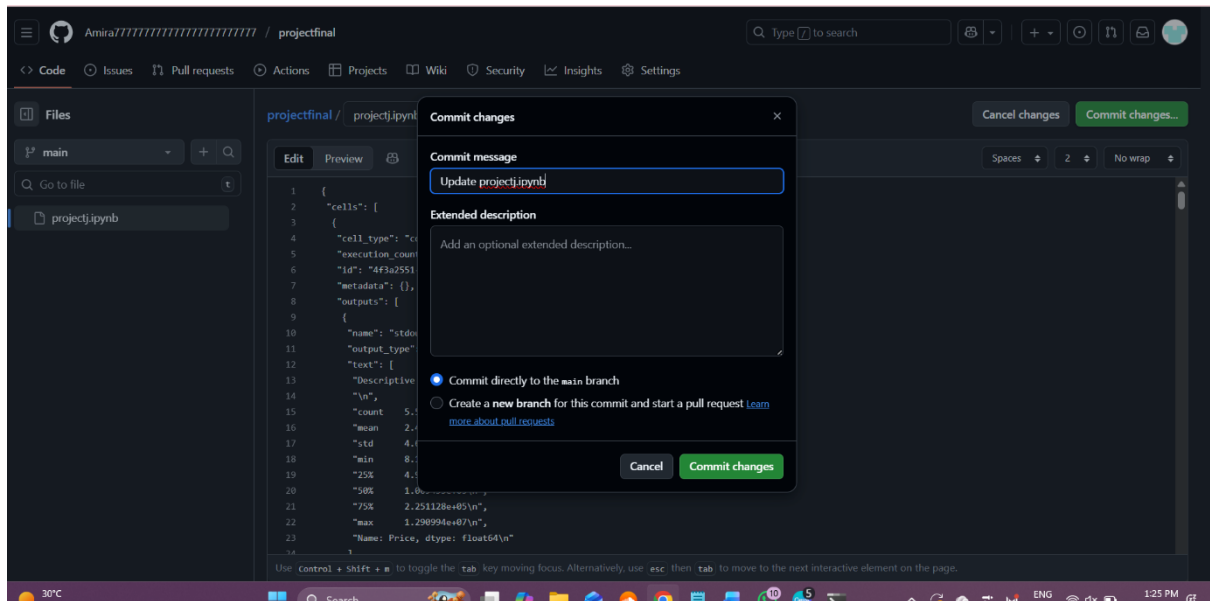 Amira7777777777777777777777777 / projectfinal
Type / to search
Code Issues Pull requests Actions Projects Wiki Security Insights Settings
Files
projectfinal / projectj.ipynb
Cancel changes Commit changes...
main
Go to file t
projectj.ipynb
Edit Preview
Spaces 2 No wrap
Commit changes
Commit message
Update projectj.ipynb
Extended description
Add an optional extended description...
Commit directly to the main branch
Create a new branch for this commit and start a pull request Learn
more about pull requests
Cancel Commit changes
1 {
2 "cells": [
3 {
4 "cell_type":
5
6 "id": "4f3a2551
7 "metadata": {},
8 "outputs": [
9 {
10 "name":
11 "output_type"
12 "text": [
13 "Descriptive
14 "\n",
15 "count
16 "mean
17 "std
18 "min
19 "25%
20 "50%
21 "75% 2.251128e+05\n",
22 "max 1.290994e+07\n",
23 "Name: Price, dtype: float64\n"
24 ]
Use Control + Shift + m to toggle the tab key moving focus. Alternatively, use esc then tab to move to the next interactive element on the page.
30°C
Search
10
5
ENG
1:25 PM